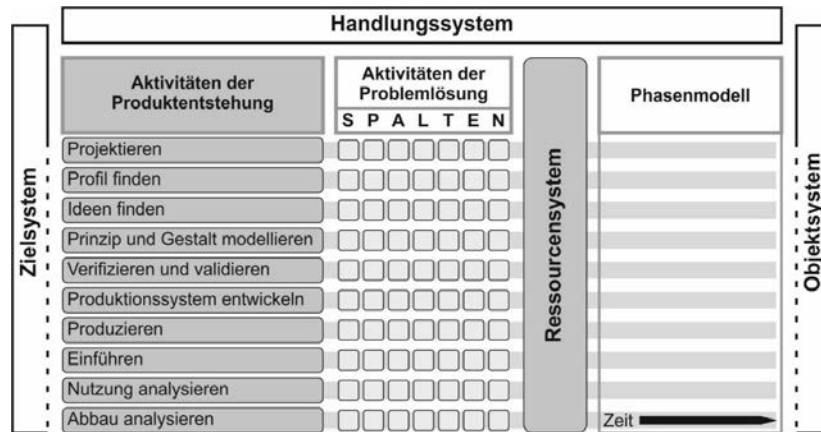 Handlungssystem
Zielsystem
Aktivitäten der
Produktentstehung
Aktivitäten der
Problemlösung
S P A L T E N
Ressourcensystem
Phasenmodell
Objektsystem
Projektieren
Profil finden
Ideen finden
Prinzip und Gestalt modellieren
Verifizieren und validieren
Produktionssystem entwickeln
Produzieren
Einführen
Nutzung analysieren
Abbau analysieren
Zeit